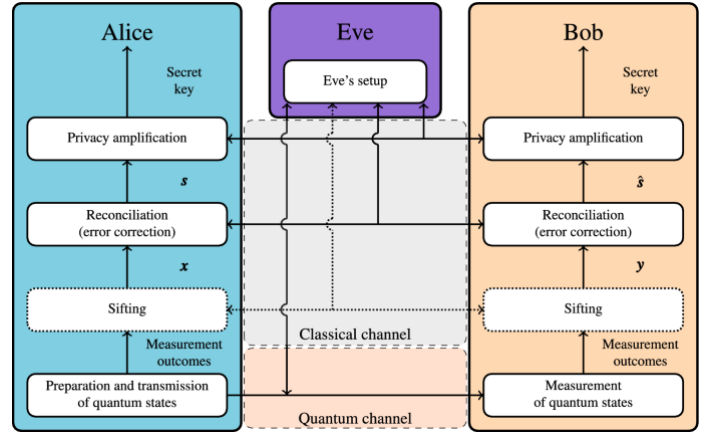 Alice
Eve
Bob
Eve's setup
Secret
key
Secret
key
Privacy amplification
Privacy amplification
s
ŝ
Reconciliation
(error correction)
Reconciliation
(error correction)
x
y
Sifting
Sifting
Classical channel
Measurement
outcomes
Measurement
outcomes
Preparation and transmission
of quantum states
Measurement
of quantum states
Quantum channel